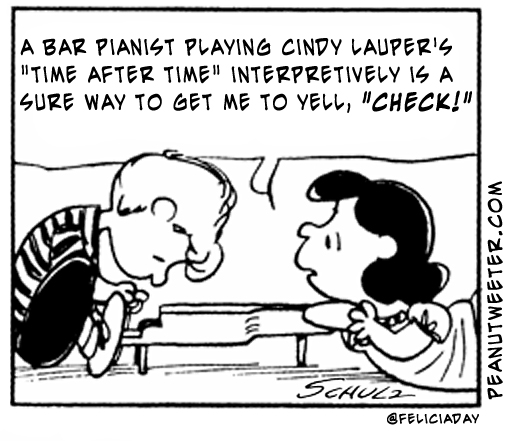 A BAR PIANIST PLAYING CINDY LAUPER'S
"TIME AFTER TIME" INTERPRETIVELY IS A
SURE WAY TO GET ME TO YELL, "CHECK!"
SCHULZ
PEANUTWEETER.COM
@FELICIADAY